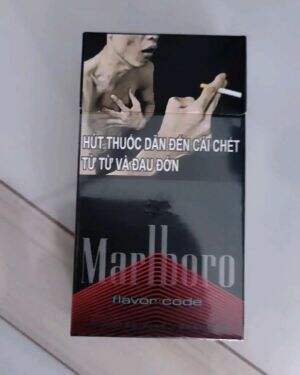 HÚT THUỐC DẪN ĐẾN CÁI CHẾT
TỪ TỪ VÀ ĐAU ĐỚN
Marlboro
flavor code